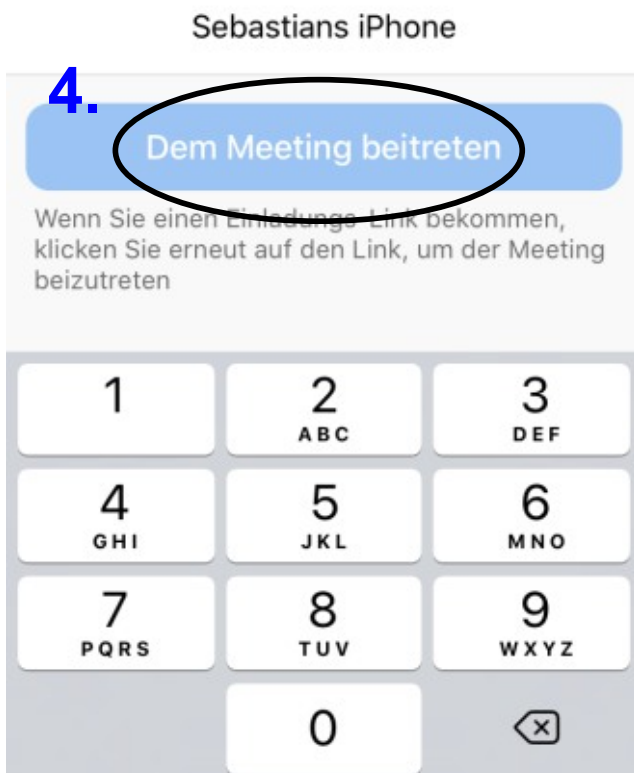 Sebastians iPhone
4.
Dem Meeting beitreten
Wenn Sie einen Einladungs-Link bekommen,
klicken Sie erneut auf den Link, um der Meeting
beizutreten
1 2 3
ABC DEF
4 5 6
GHI JKL MNO
7 8 9
PQRS TUV WXYZ
0